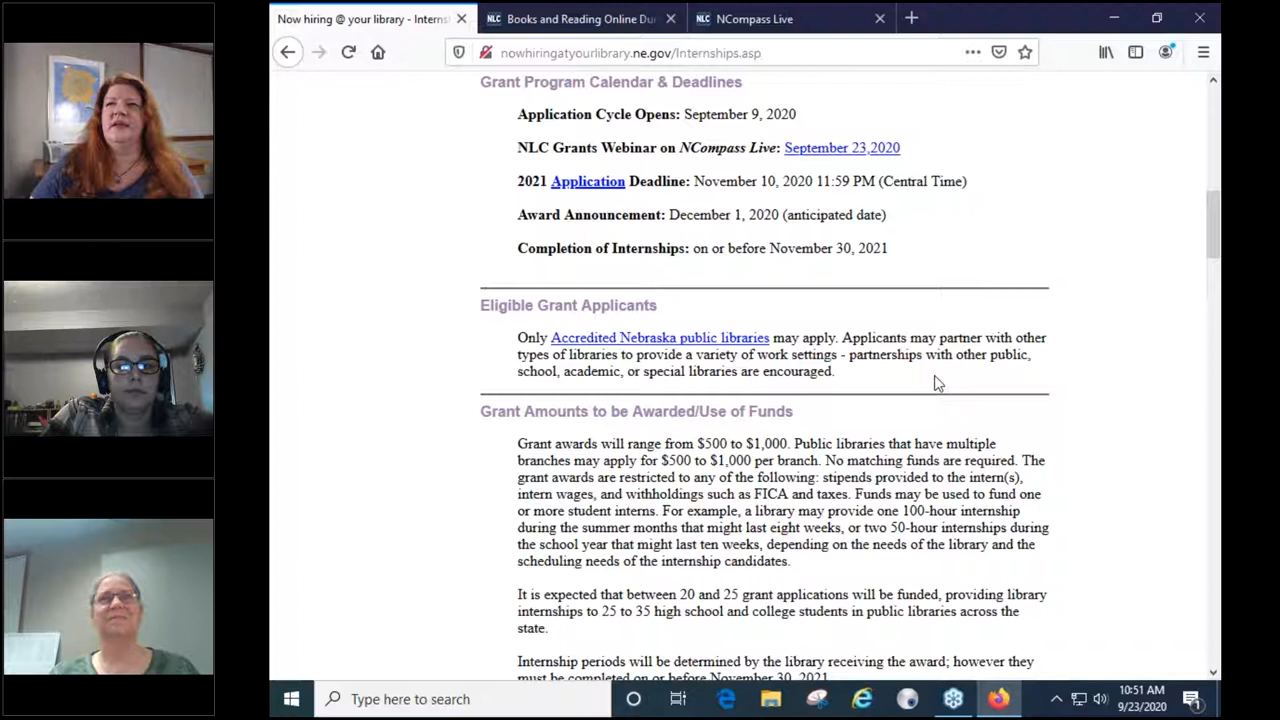 Now hiring @ your library - Interns
NLC Books and Reading Online Du
NLC NCompass Live
nowhiringatyourlibrary.ne.gov/Internships.asp
Grant Program Calendar & Deadlines
Application Cycle Opens: September 9, 2020
NLC Grants Webinar on NCompass Live: September 23,2020
2021 Application Deadline: November 10, 2020 11:59 PM (Central Time)
Award Announcement: December 1, 2020 (anticipated date)
Completion of Internships: on or before November 30, 2021
Eligible Grant Applicants
Only Accredited Nebraska public libraries may apply. Applicants may partner with other
types of libraries to provide a variety of work settings - partnerships with other public,
school, academic, or special libraries are encouraged.
Grant Amounts to be Awarded/Use of Funds
Grant awards will range from $500 to $1,000. Public libraries that have multiple
branches may apply for $500 to $1,000 per branch. No matching funds are required. The
grant awards are restricted to any of the following: stipends provided to the intern(s),
intern wages, and withholdings such as FICA and taxes. Funds may be used to fund one
or more student interns. For example, a library may provide one 100-hour internship
during the summer months that might last eight weeks, or two 50-hour internships during
the school year that might last ten weeks, depending on the needs of the library and the
scheduling needs of the internship candidates.
It is expected that between 20 and 25 grant applications will be funded, providing library
internships to 25 to 35 high school and college students in public libraries across the
state.
Internship periods will be determined by the library receiving the award; however they
must be completed on or before November 30, 2021
Type here to search
10:51 AM
9/23/2020
1